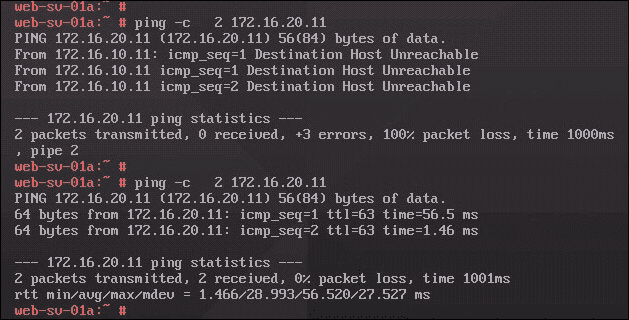 web-sv-01a:~ #
web-sv-01a:~ # ping -c   2 172.16.20.11
PING 172.16.20.11 (172.16.20.11) 56(84) bytes of data.
From 172.16.10.11: icmp_seq=1 Destination Host Unreachable
From 172.16.10.11 icmp_seq=1 Destination Host Unreachable
From 172.16.10.11 icmp_seq=2 Destination Host Unreachable
--- 172.16.20.11 ping statistics ---
2 packets transmitted, 0 received, +3 errors, 100% packet loss, time 1000ms
, pipe 2
web-sv-01a:~ #
web-sv-01a:~ # ping -c   2 172.16.20.11
PING 172.16.20.11 (172.16.20.11) 56(84) bytes of data.
64 bytes from 172.16.20.11: icmp_seq=1 ttl=63 time=56.5 ms
64 bytes from 172.16.20.11: icmp_seq=2 ttl=63 time=1.46 ms
--- 172.16.20.11 ping statistics ---
2 packets transmitted, 2 received, 0% packet loss, time 1001ms
rtt min/avg/max/mdev = 1.466/28.993/56.520/27.527 ms
web-sv-01a:~ #